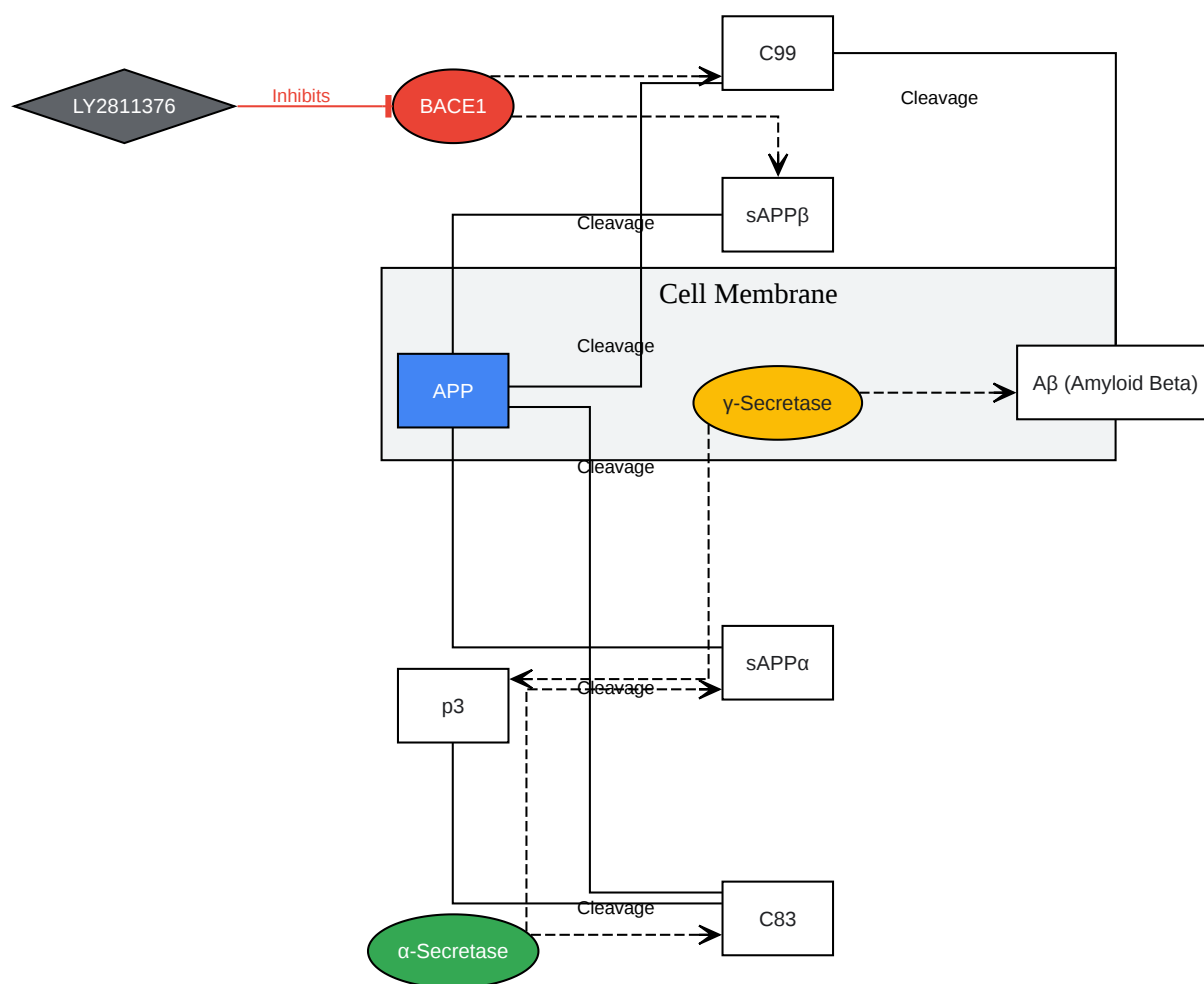 C99
LY2811376
Inhibits
BACE1
Cleavage
sAPPβ
Cleavage
Cell Membrane
Cleavage
APP
γ-Secretase
Aβ (Amyloid Beta)
Cleavage
sAPPα
Cleavage
p3
Cleavage
C83
α-Secretase